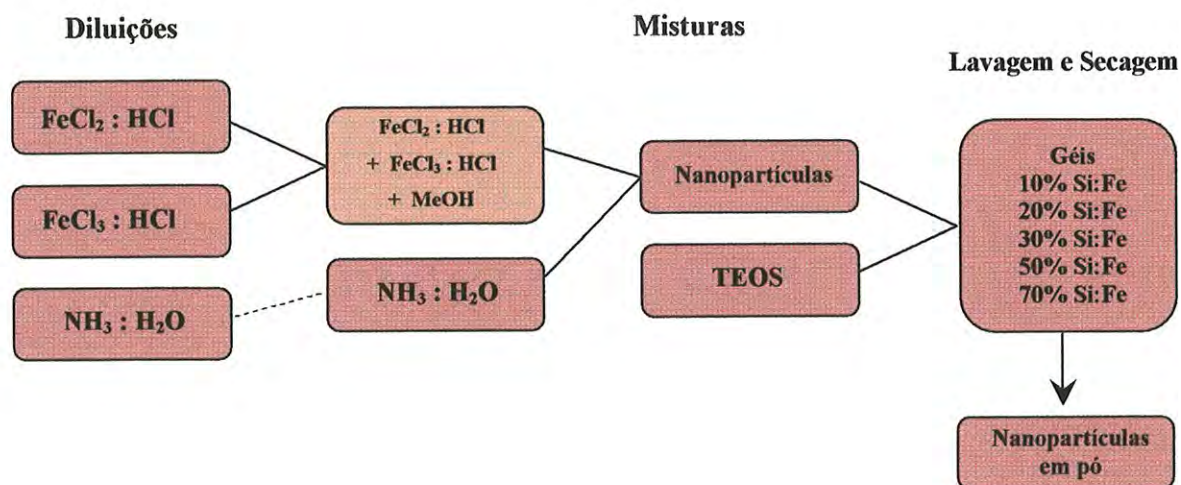 Diluições
Misturas
Lavagem e Secagem
FeCl₂ : HCl
FeCl₃ : HCl
NH₃ : H₂O
FeCl₂ : HCl
+ FeCl₃ : HCl
+ MeOH
NH₃ : H₂O
Nanopartículas
TEOS
Géis
10% Si:Fe
20% Si:Fe
30% Si:Fe
50% Si:Fe
70% Si:Fe
Nanopartículas
em pó